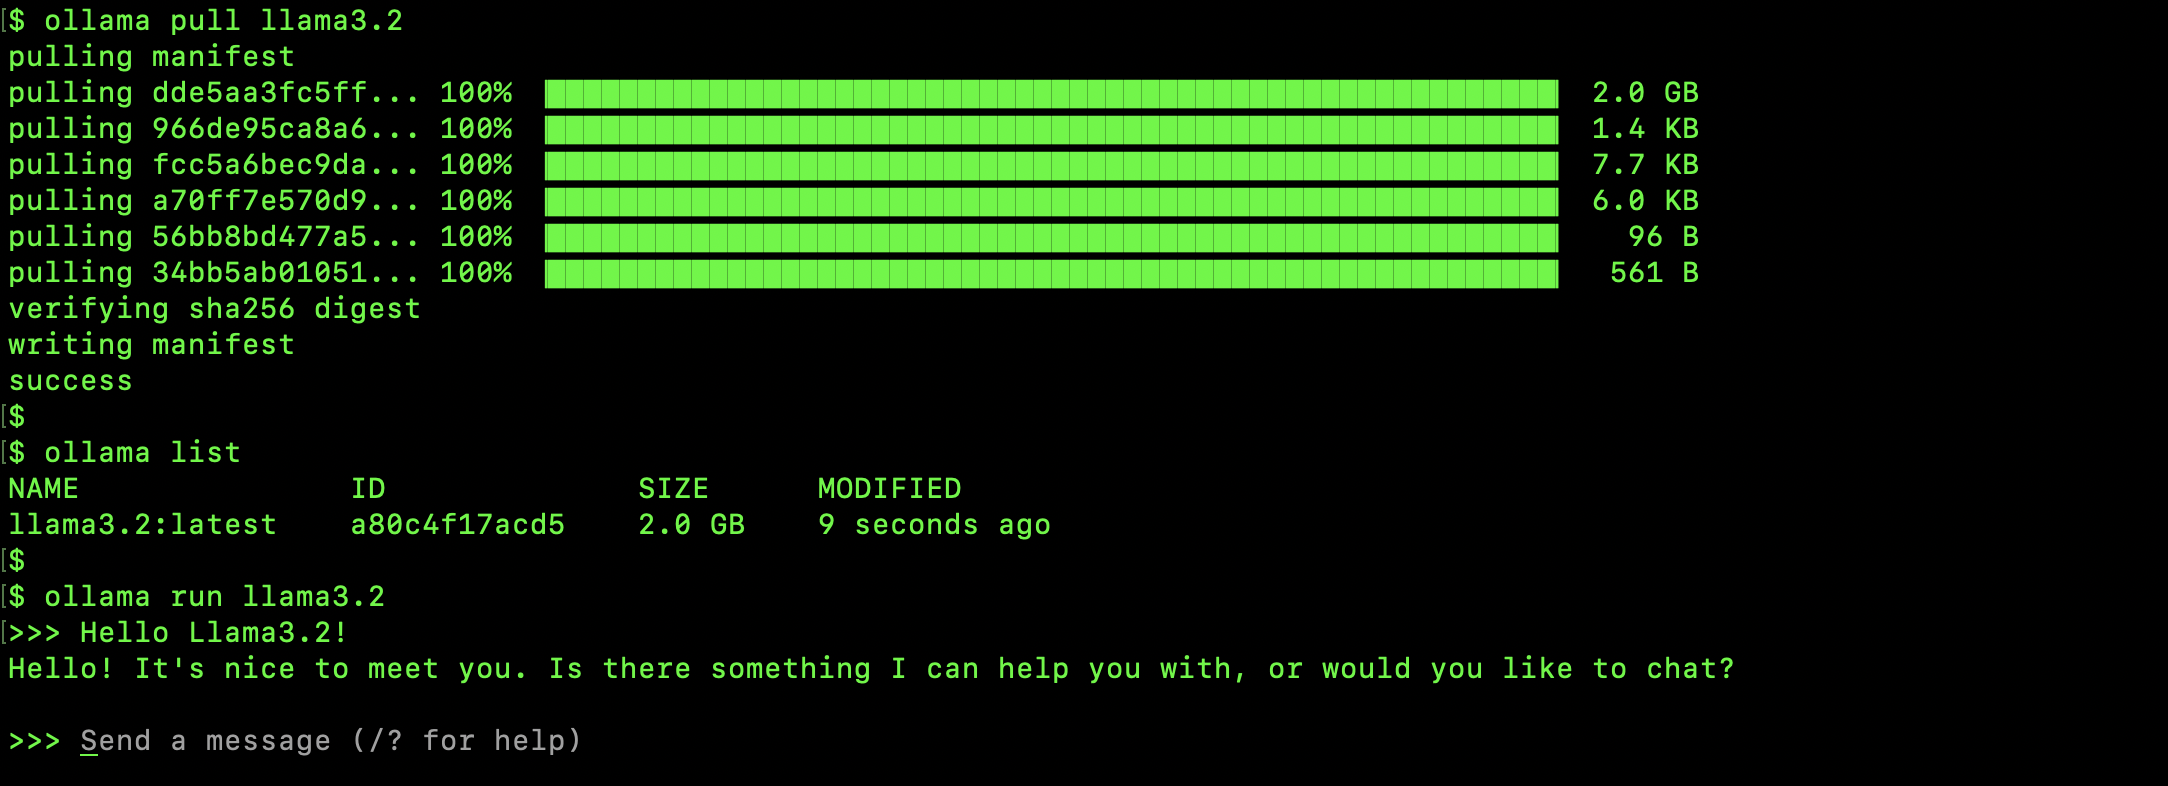 $ ollama pull llama3.2
pulling manifest
pulling dde5aa3fc5ff... 100% 2.0 GB
pulling 966de95ca8a6... 100% 1.4 KB
pulling fcc5a6bec9da... 100% 7.7 KB
pulling a70ff7e570d9... 100% 6.0 KB
pulling 56bb8bd477a5... 100% 96 B
pulling 34bb5ab01051... 100% 561 B
verifying sha256 digest
writing manifest
success
$
$ ollama list
NAME ID SIZE MODIFIED
llama3.2:latest a80c4f17acd5 2.0 GB 9 seconds ago
$
$ ollama run llama3.2
>>> Hello Llama3.2!
Hello! It's nice to meet you. Is there something I can help you with, or would you like to chat?
>>> Send a message (/? for help)